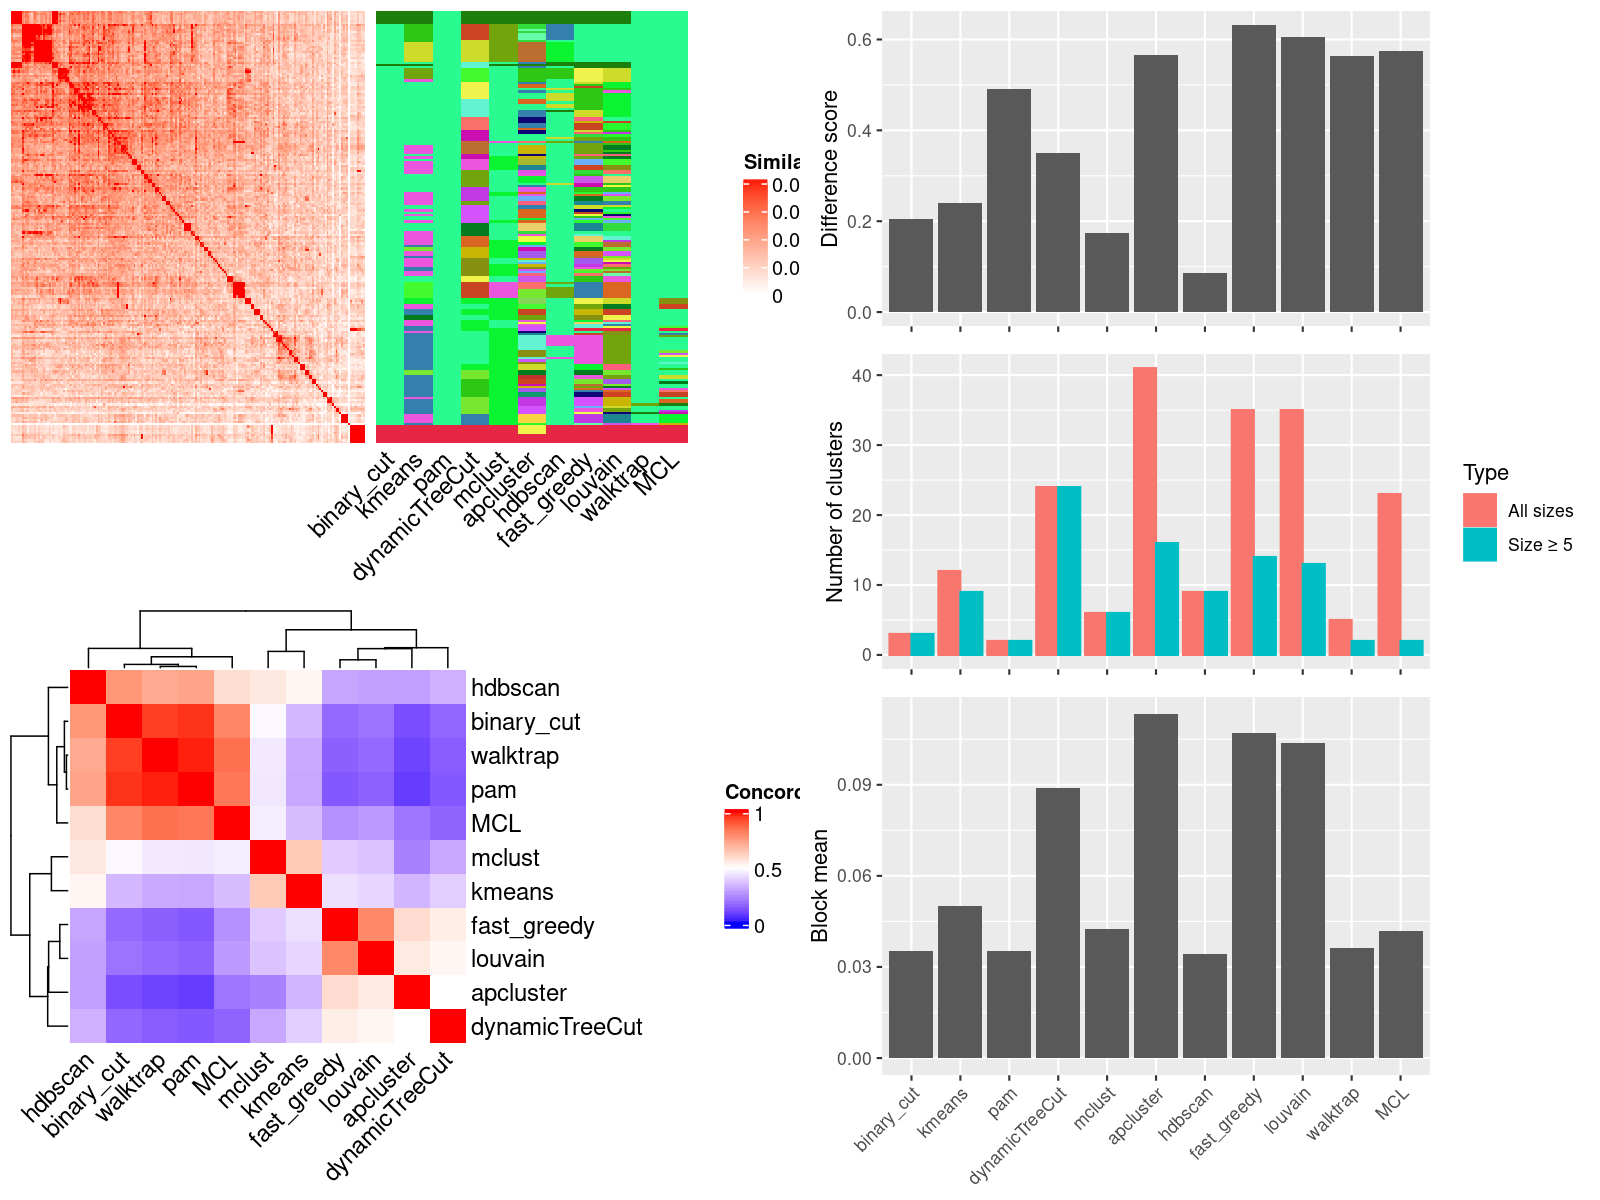 Simila
0.0
0.0
0.0
0.0
0
binary_cut
kmeans
pam
dynamicTreeCut
mclust
apcluster
hdbscan
fast_greedy
louvain
walktrap
MCL
hdbscan
binary_cut
walktrap
pam
MCL
mclust
kmeans
fast_greedy
louvain
apcluster
dynamicTreeCut
hdbscan
binary_cut
walktrap
pam
MCL
mclust
kmeans
fast_greedy
louvain
apcluster
dynamicTreeCut
Concord
1
0.5
0
Difference score
0.6
0.4
0.2
0.0
Number of clusters
40
30
20
10
0
Type
All sizes
Size ≥ 5
Block mean
0.09
0.06
0.03
0.00
binary_cut
kmeans
pam
dynamicTreeCut
mclust
apcluster
hdbscan
fast_greedy
louvain
walktrap
MCL